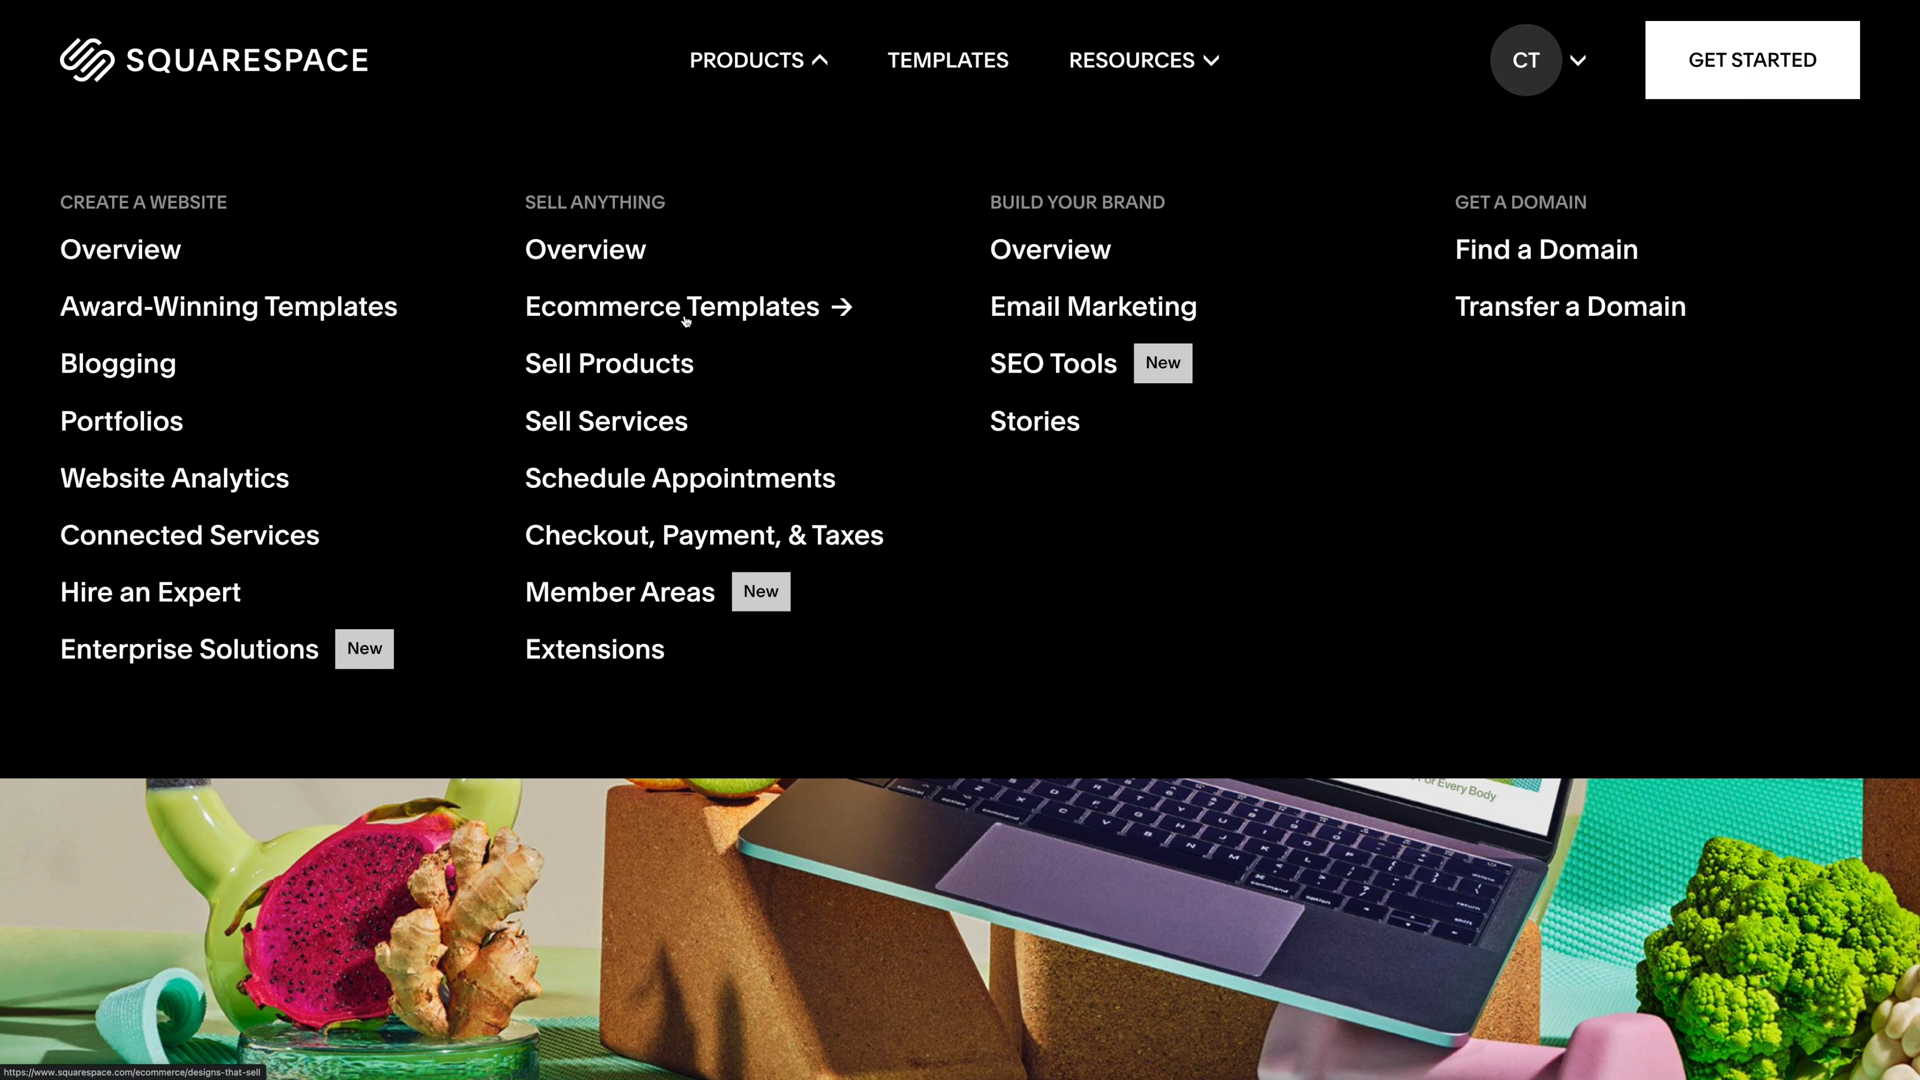 SQUARESPACE
PRODUCTS
TEMPLATES
RESOURCES
CT
GET STARTED
CREATE A WEBSITE
Overview
Award-Winning Templates
Blogging
Portfolios
Website Analytics
Connected Services
Hire an Expert
Enterprise Solutions New
SELL ANYTHING
Overview
Ecommerce Templates →
Sell Products
Sell Services
Schedule Appointments
Checkout, Payment, & Taxes
Member Areas New
Extensions
BUILD YOUR BRAND
Overview
Email Marketing
SEO Tools New
Stories
GET A DOMAIN
Find a Domain
Transfer a Domain
For Every Body
https://www.squarespace.com/ecommerce/designs-that-sell